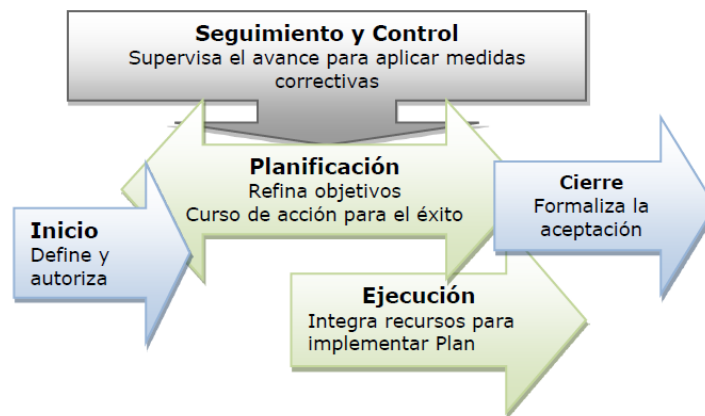 Seguimiento y Control
Supervisa el avance para aplicar medidas
correctivas
Planificación
Refina objetivos
Curso de acción para el éxito
Inicio
Define y
autoriza
Cierre
Formaliza la
aceptación
Ejecución
Integra recursos para
implementar Plan